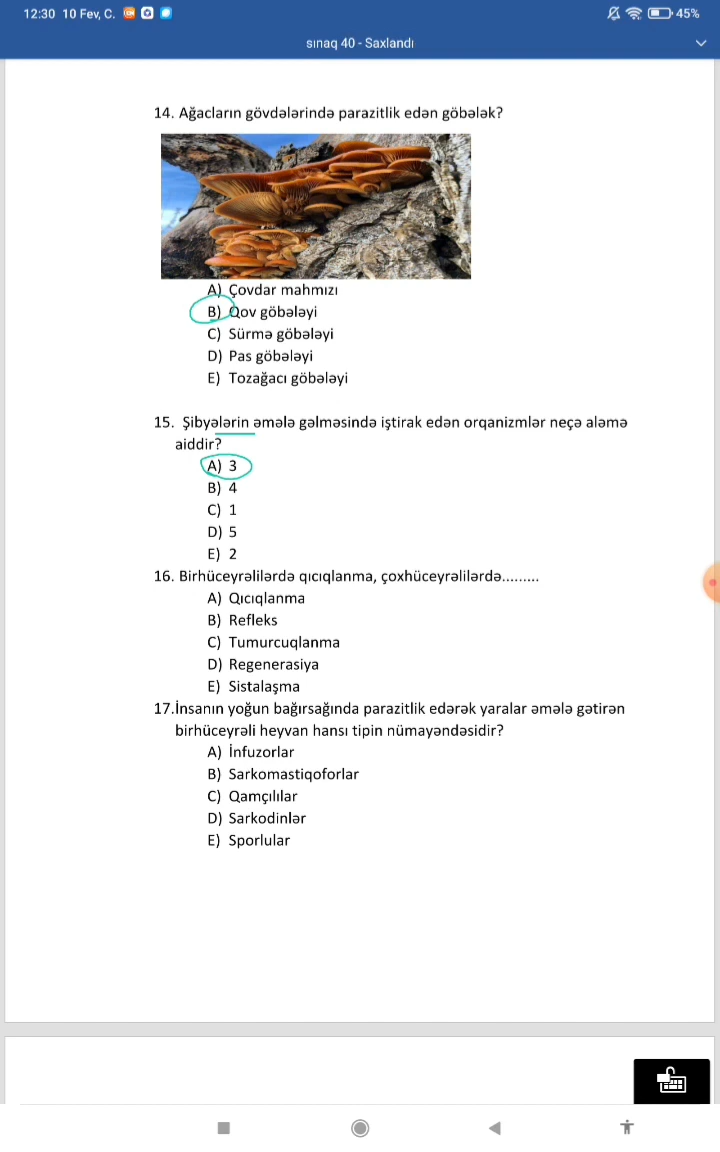 12:30 10 Fev, C.
45%
sınaq 40 - Saxlandı
14. Ağacların gövdələrində parazitlik edən göbələk?
A) Çovdar mahmızı
B) Qov göbələyi
C) Sürmə göbələyi
D) Pas göbələyi
E) Tozağacı göbələyi
15. Şibyələrin əmələ gəlməsində iştirak edən orqanizmlər neçə aləmə
aiddir?
A) 3
B) 4
C) 1
D) 5
E) 2
16. Birhüceyrəlilərdə qıcıqlanma, çoxhüceyrəlilərdə.........
A) Qıcıqlanma
B) Refleks
C) Tumurcuqlanma
D) Regenerasiya
E) Sistalaşma
17.İnsanın yoğun bağırsağında parazitlik edərək yaralar əmələ gətirən
birhüceyrəli heyvan hansı tipin nümayəndəsidir?
A) İnfuzorlar
B) Sarkomastiqoforlar
C) Qamçılılar
D) Sarkodinlər
E) Sporlular